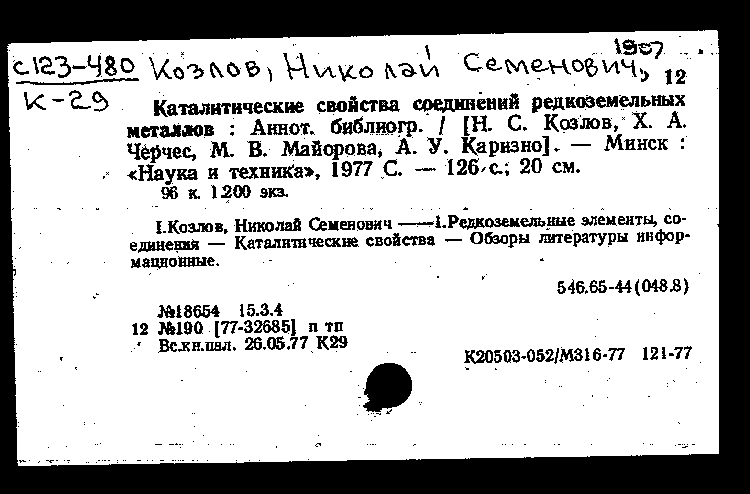 1907
с123-480 Козлов, Николай Семенович, 12
К-29
Каталитические свойства соединений редкоземельных
металлов : Аннот. библиогр. / [Н. С. Козлов, Х. А.
Черчес, М. В. Майорова, А. У. Каризно]. — Минск :
«Наука и техника», 1977 С. — 126 с.; 20 см.
96 к. 1200 экз.
I.Козлов, Николай Семенович ——1.Редкоземельные элементы, со-
единения — Каталитические свойства — Обзоры литературы инфор-
мационные.
546.65-44(048.8)
№18654 15.3.4
12 №190 [77-32685] п тп
Вс.кн.пал. 26.05.77 К29
К20503-052/М316-77 121-77